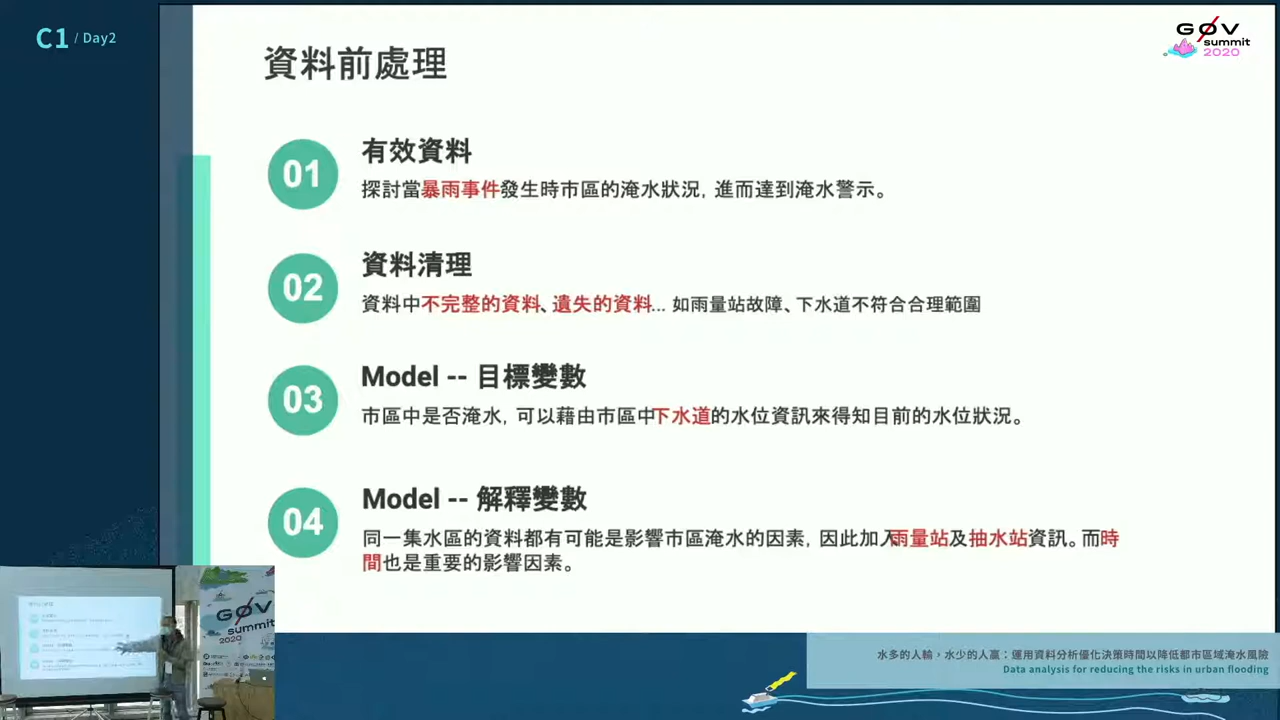 C1 / Day2
GØV
summit
2020
資料前處理
01
有效資料
探討當暴雨事件發生時市區的淹水狀況，進而達到淹水警示。
02
資料清理
資料中不完整的資料、遺失的資料... 如雨量站故障、下水道不符合合理範圍
03
Model -- 目標變數
市區中是否淹水，可以藉由市區中下水道的水位資訊來得知目前的水位狀況。
04
Model -- 解釋變數
同一集水區的資料都有可能是影響市區淹水的因素，因此加入雨量站及抽水站資訊。而時
間也是重要的影響因素。
GØV
summit
2020
水多的人輸，水少的人贏：運用資料分析優化決策時間以降低都市區域淹水風險
Data analysis for reducing the risks in urban flooding